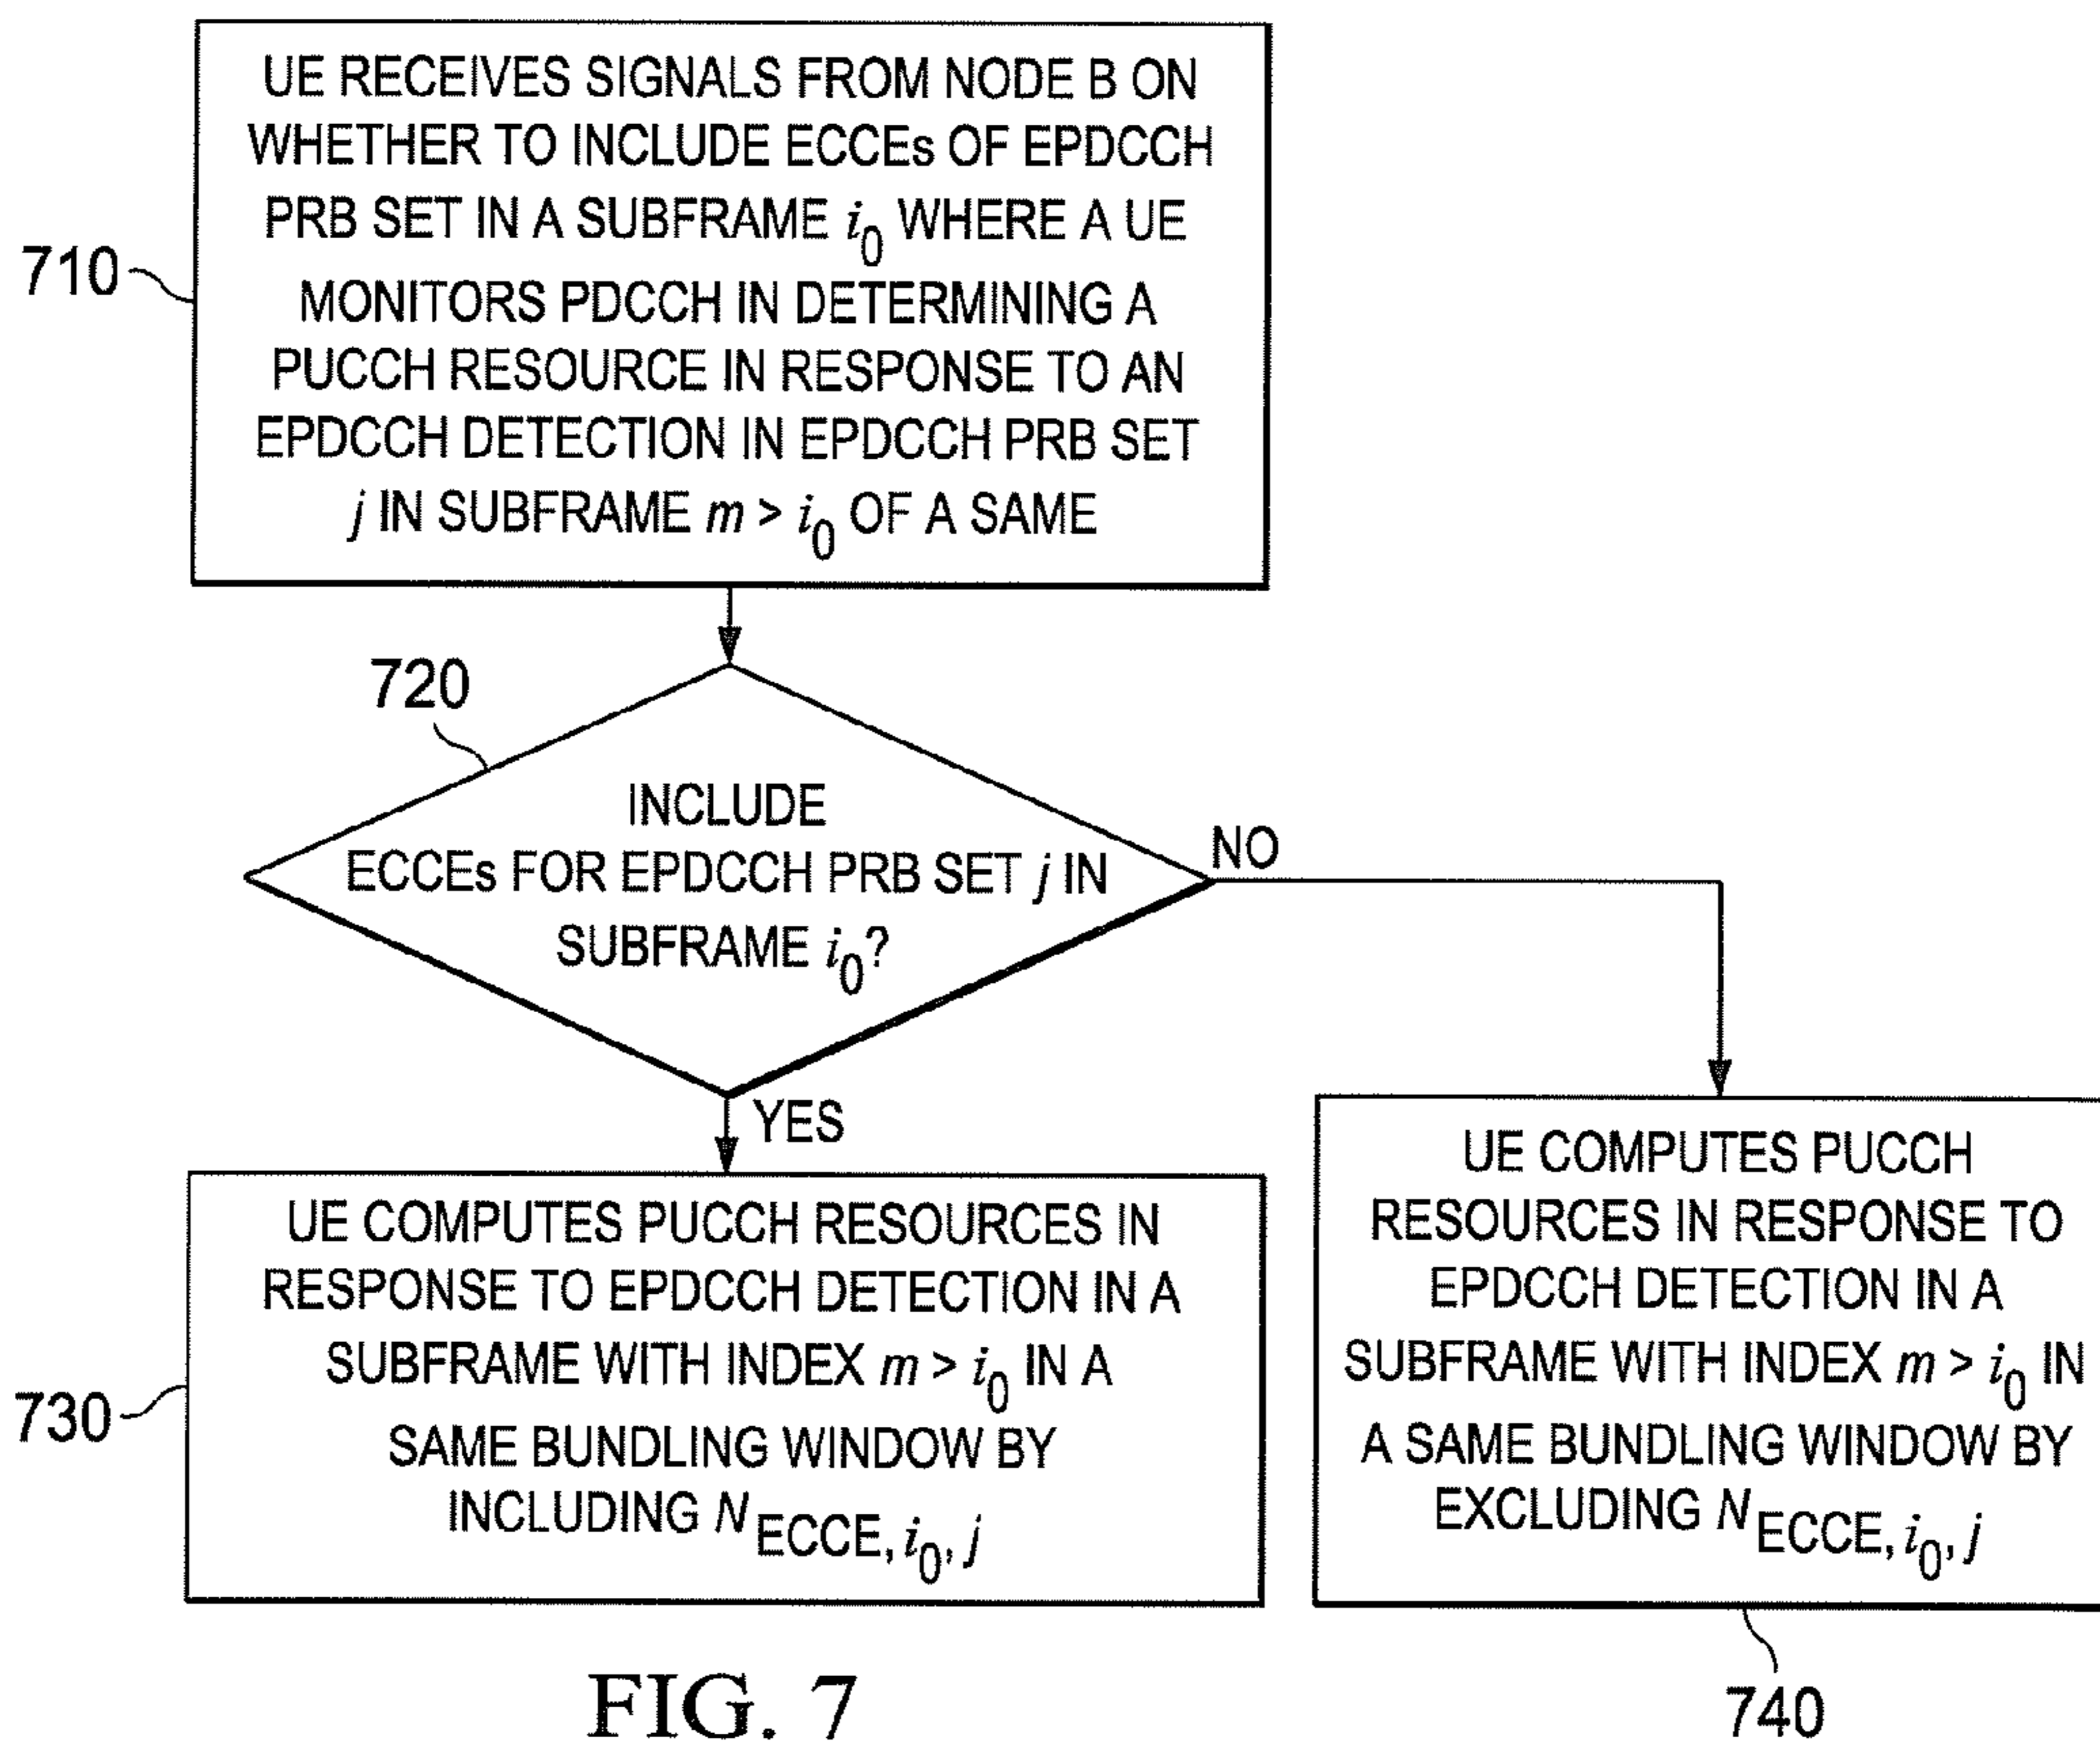 UE RECEIVES SIGNALS FROM NODE B ON
WHETHER TO INCLUDE ECCEs OF EPDCCH
PRB SET IN A SUBFRAME i0 WHERE A UE
MONITORS PDCCH IN DETERMINING A
PUCCH RESOURCE IN RESPONSE TO AN
EPDCCH DETECTION IN EPDCCH PRB SET
j IN SUBFRAME m > i0 OF A SAME
710
720
INCLUDE
ECCEs FOR EPDCCH PRB SET j IN
SUBFRAME i0?
NO
YES
UE COMPUTES PUCCH RESOURCES IN
RESPONSE TO EPDCCH DETECTION IN A
SUBFRAME WITH INDEX m > i0 IN A
SAME BUNDLING WINDOW BY
INCLUDING NECCE, i0, j
730
UE COMPUTES PUCCH
RESOURCES IN RESPONSE TO
EPDCCH DETECTION IN A
SUBFRAME WITH INDEX m > i0 IN
A SAME BUNDLING WINDOW BY
EXCLUDING NECCE, i0, j
740
FIG. 7